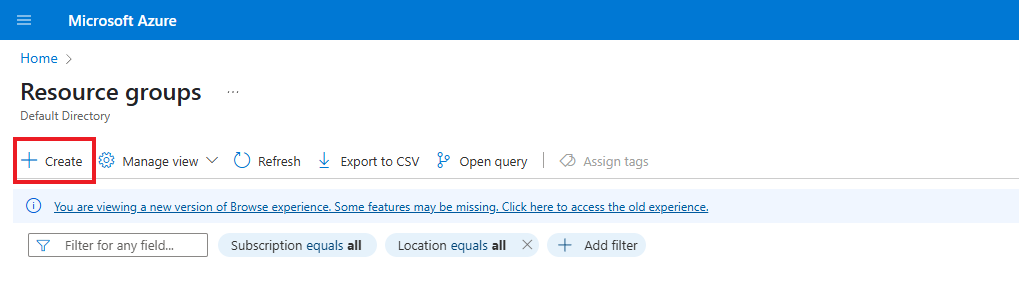 Microsoft Azure
Home >
Resource groups ...
Default Directory
+ Create Manage view Refresh Export to CSV Open query | Assign tags
You are viewing a new version of Browse experience. Some features may be missing. Click here to access the old experience.
Filter for any field... Subscription equals all Location equals all × + Add filter